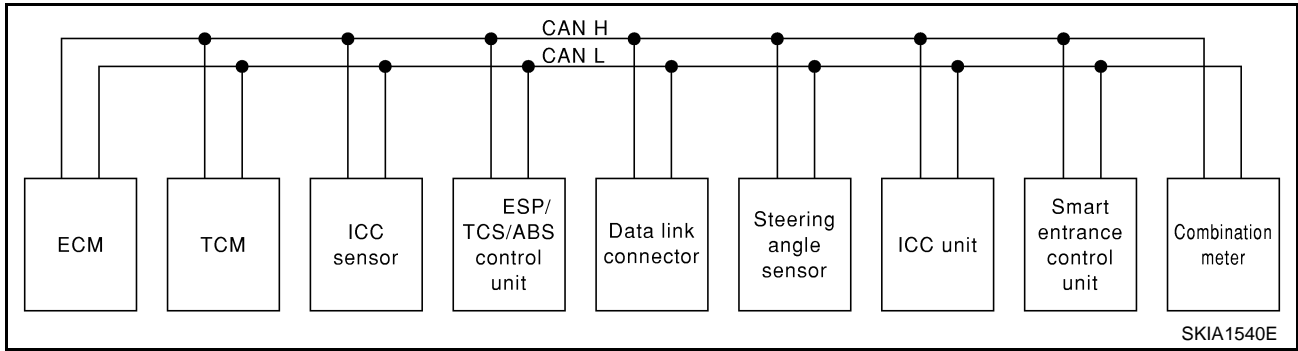 CAN H
CAN L
ECM
TCM
ICC
sensor
ESP/
TCS/ABS
control
unit
Data link
connector
Steering
angle
sensor
ICC unit
Smart
entrance
control
unit
Combination
meter
SKIA1540E